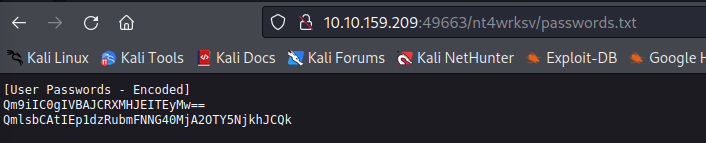 10.10.159.209:49663/nt4wrksv/passwords.txt
Kali Linux Kali Tools Kali Docs Kali Forums Kali NetHunter Exploit-DB Google H
[User Passwords - Encoded]
Qm9iIC0gIVBAJCRXMHJEITEyMw==
QmlsbCAtIEp1dzRubmFNNG40MjA2OTY5NjkhJCQk